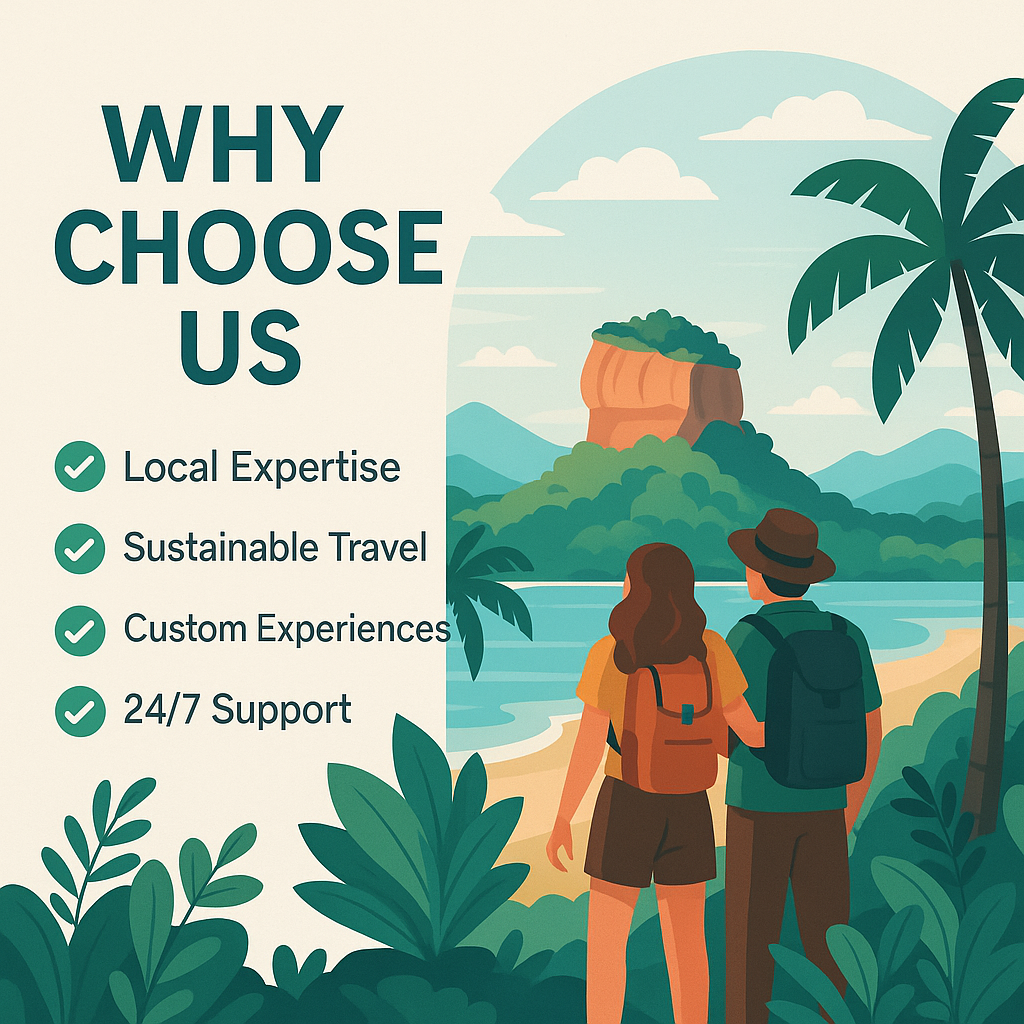 WHY
CHOOSE
US
Local Expertise
Sustainable Travel
Custom Experiences
24/7 Support